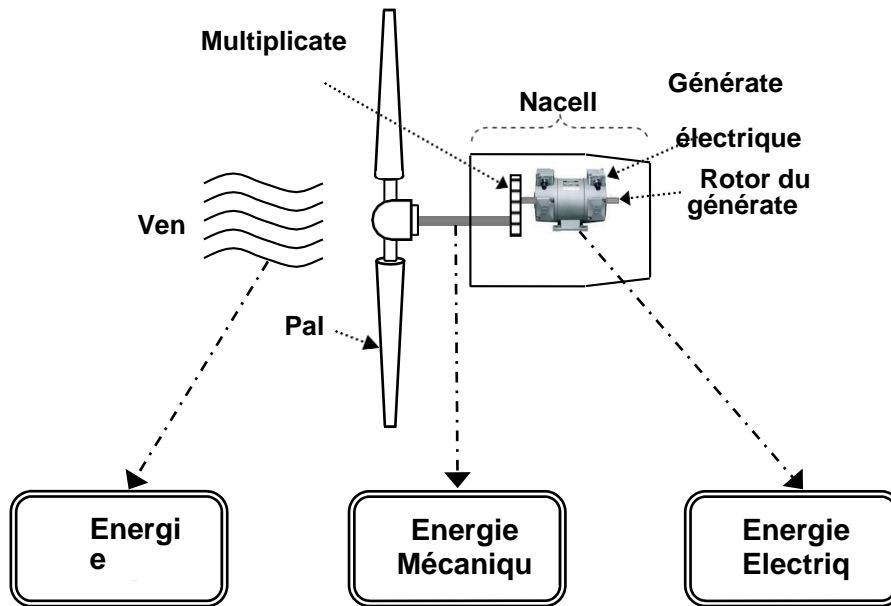 Multiplicate
Nacell
Générate
électrique
Rotor du
générate
Ven
Pal
Energi
e
Energie
Mécaniqu
Energie
Electriq